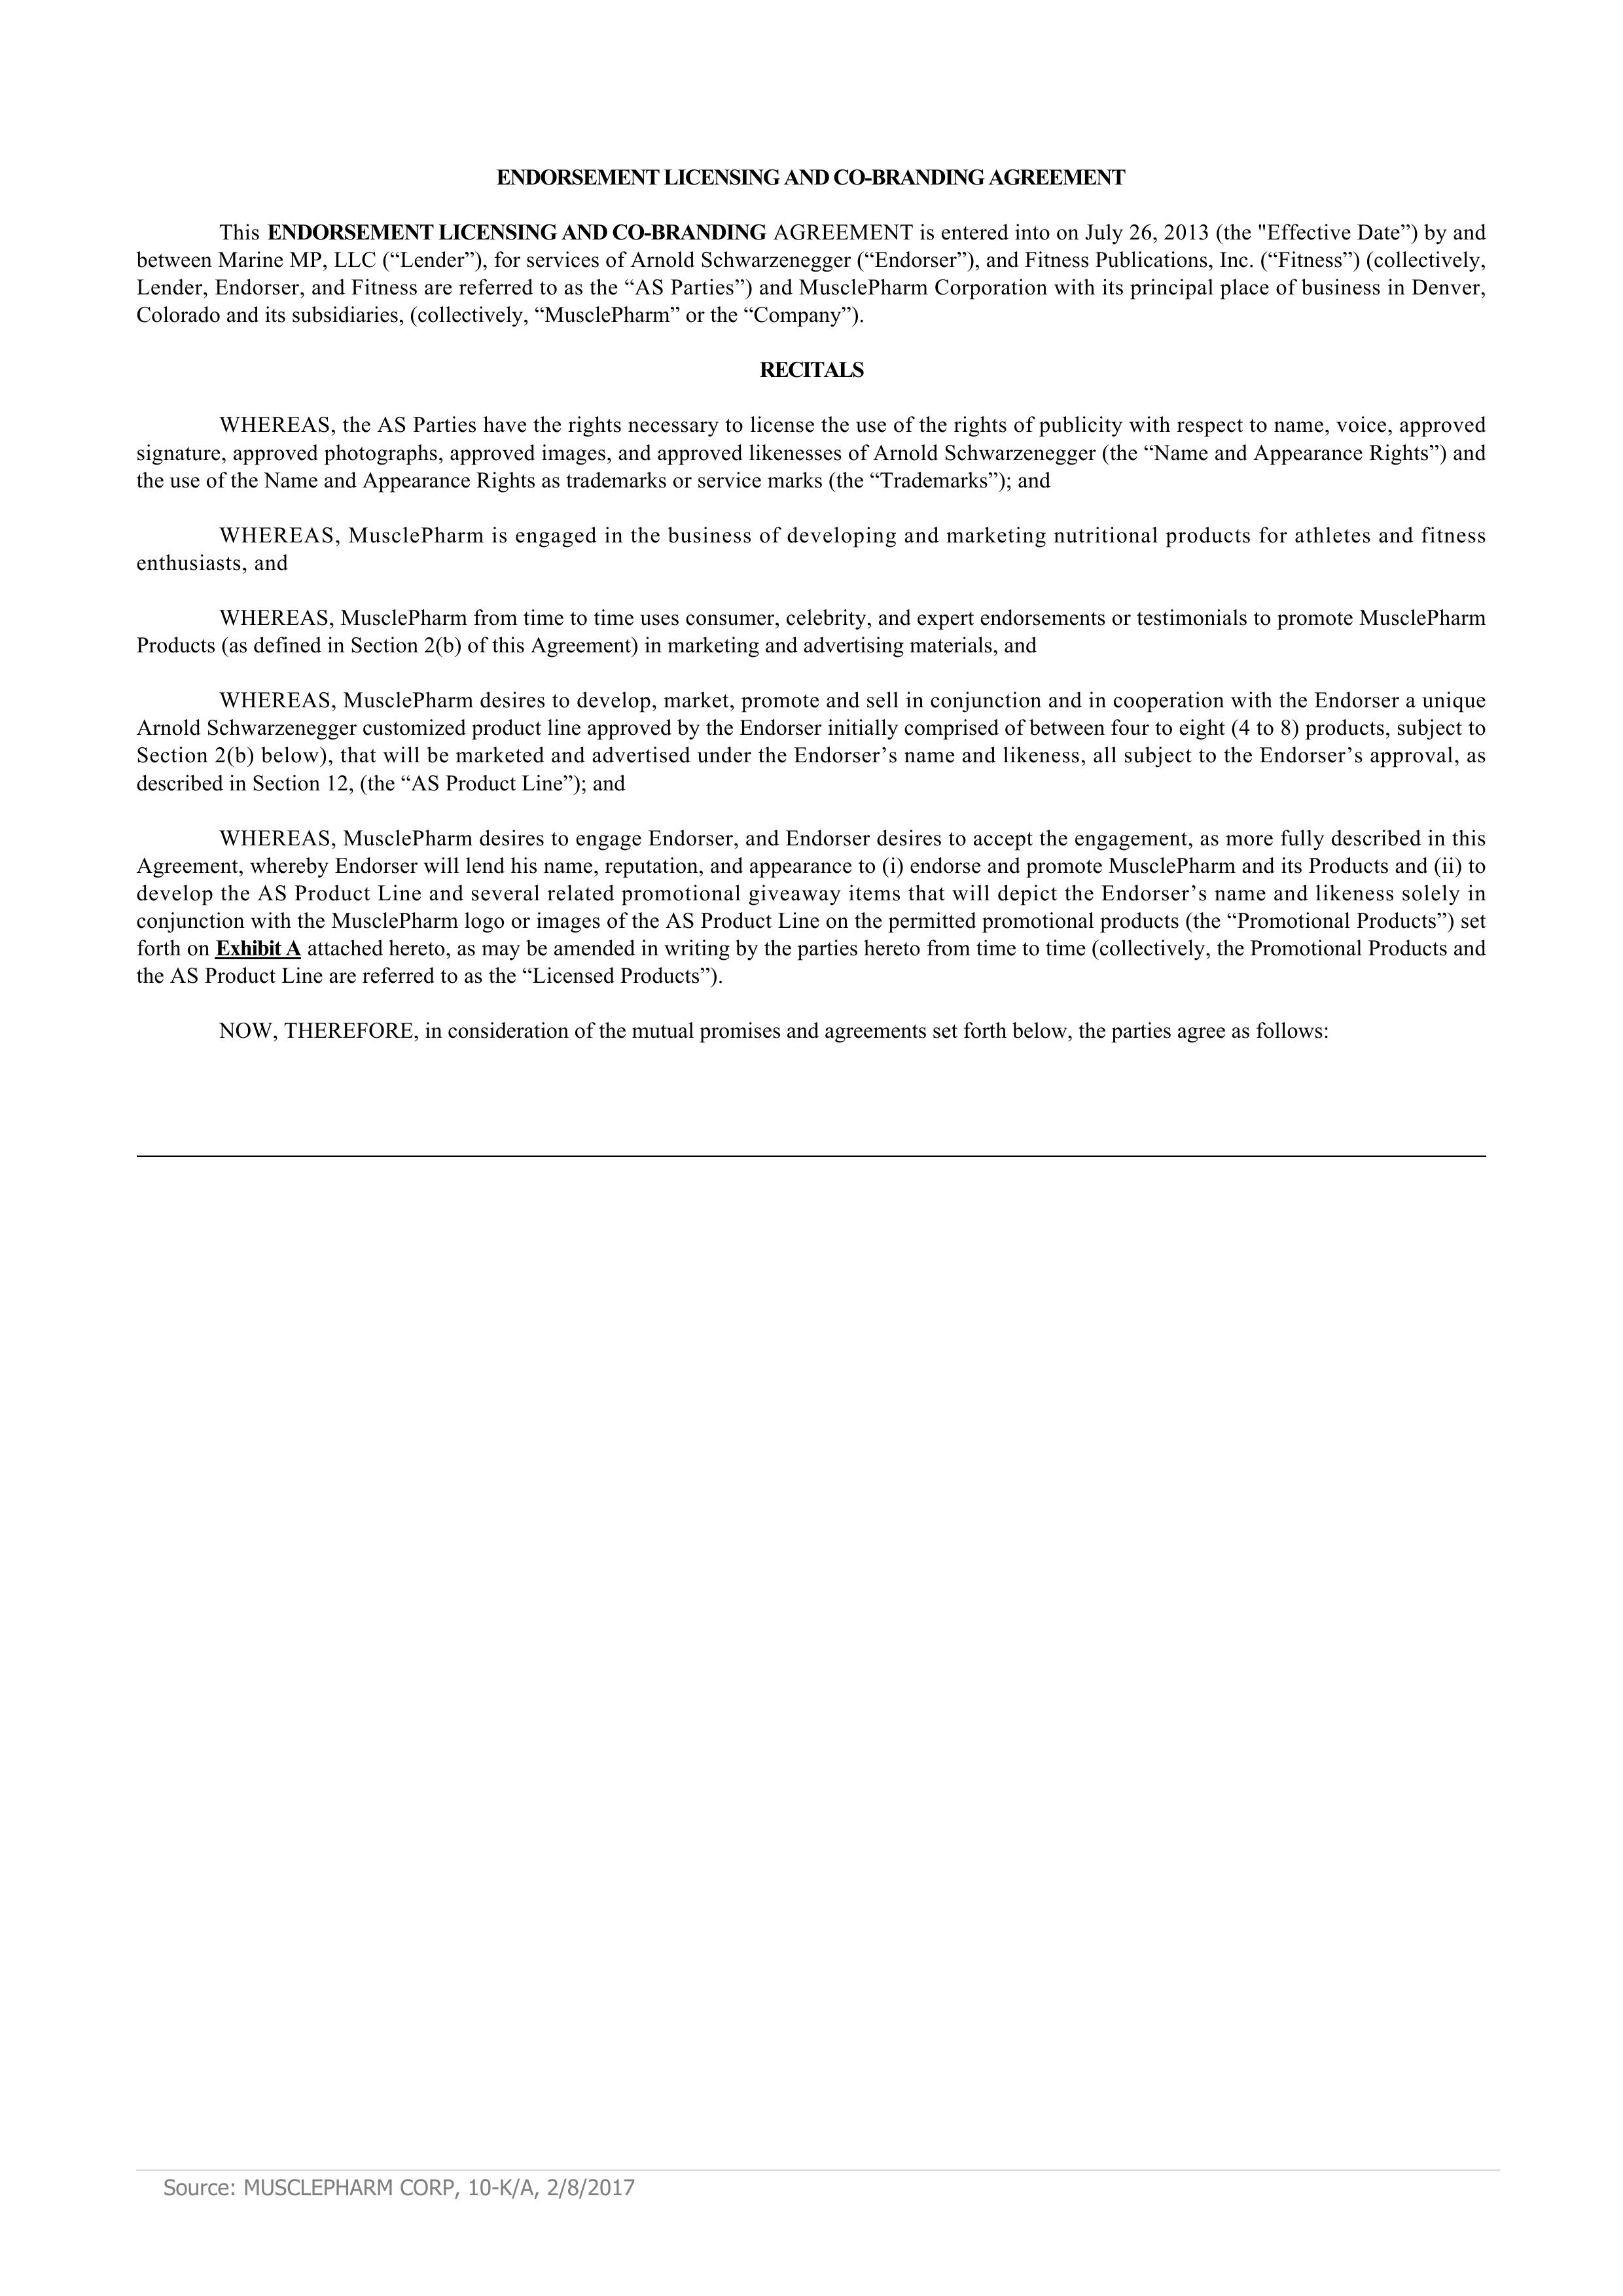 ENDORSEMENT LICENSING AND CO-BRANDING AGREEMENT
This ENDORSEMENT LICENSING AND CO-BRANDING AGREEMENT is entered into on July 26, 2013 (the "Effective Date”) by and
between Marine MP, LLC (“Lender”), for services of Arnold Schwarzenegger (“Endorser”), and Fitness Publications, Inc. (“Fitness”) (collectively,
Lender, Endorser, and Fitness are referred to as the “AS Parties”) and MusclePharm Corporation with its principal place of business in Denver,
Colorado and its subsidiaries, (collectively, “MusclePharm” or the “Company”).
RECITALS
WHEREAS, the AS Parties have the rights necessary to license the use of the rights of publicity with respect to name, voice, approved
signature, approved photographs, approved images, and approved likenesses of Arnold Schwarzenegger (the “Name and Appearance Rights”) and
the use of the Name and Appearance Rights as trademarks or service marks (the “Trademarks”); and
WHEREAS, MusclePharm is engaged in the business of developing and marketing nutritional products for athletes and fitness
enthusiasts, and
WHEREAS, MusclePharm from time to time uses consumer, celebrity, and expert endorsements or testimonials to promote MusclePharm
Products (as defined in Section 2(b) of this Agreement) in marketing and advertising materials, and
WHEREAS, MusclePharm desires to develop, market, promote and sell in conjunction and in cooperation with the Endorser a unique
Arnold Schwarzenegger customized product line approved by the Endorser initially comprised of between four to eight (4 to 8) products, subject to
Section 2(b) below), that will be marketed and advertised under the Endorser’s name and likeness, all subject to the Endorser’s approval, as
described in Section 12, (the “AS Product Line”); and
WHEREAS, MusclePharm desires to engage Endorser, and Endorser desires to accept the engagement, as more fully described in this
Agreement, whereby Endorser will lend his name, reputation, and appearance to (i) endorse and promote MusclePharm and its Products and (ii) to
develop the AS Product Line and several related promotional giveaway items that will depict the Endorser’s name and likeness solely in
conjunction with the MusclePharm logo or images of the AS Product Line on the permitted promotional products (the “Promotional Products”) set
forth on Exhibit A attached hereto, as may be amended in writing by the parties hereto from time to time (collectively, the Promotional Products and
the AS Product Line are referred to as the “Licensed Products”).
NOW, THEREFORE, in consideration of the mutual promises and agreements set forth below, the parties agree as follows:
Source: MUSCLEPHARM CORP, 10-K/A, 2/8/2017